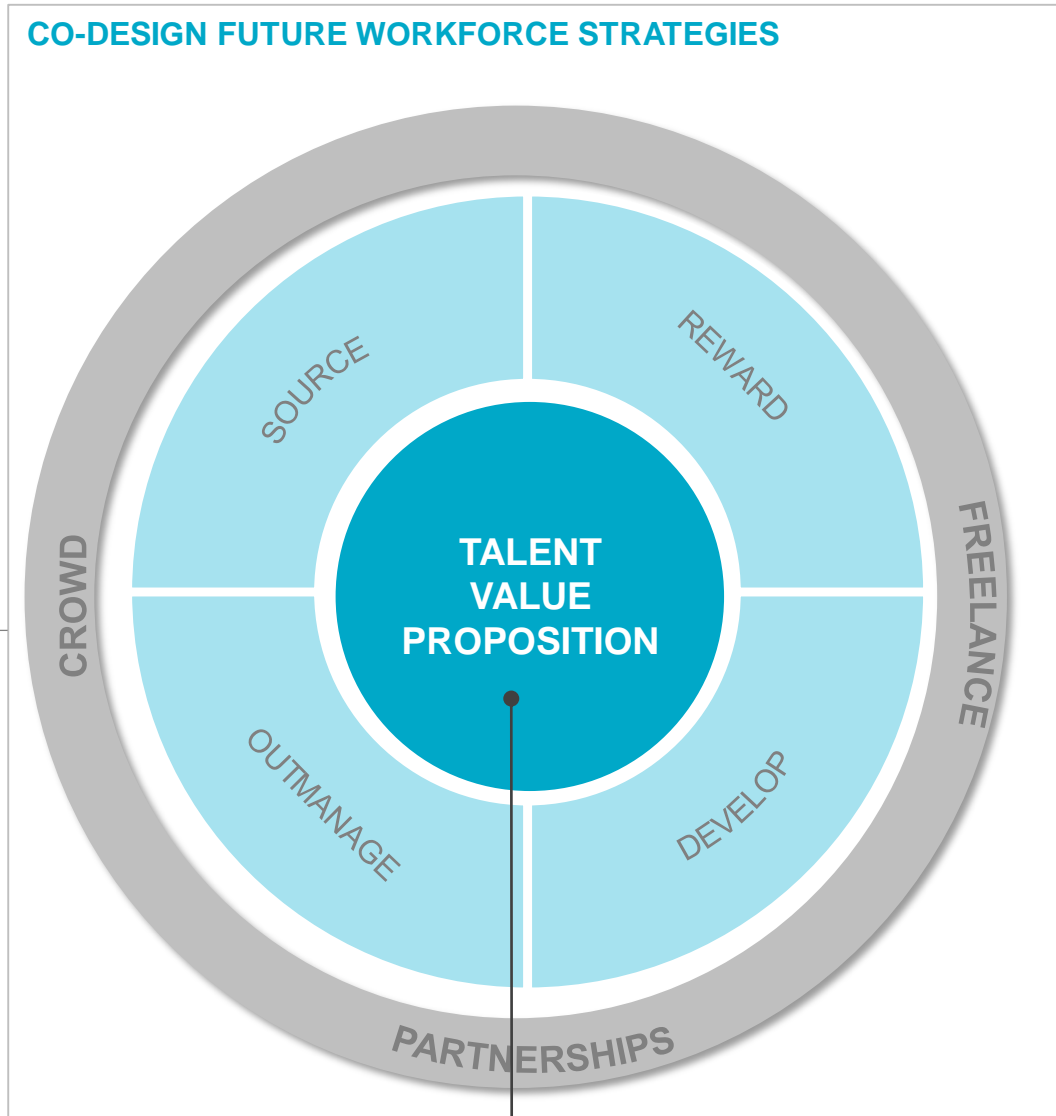 CO-DESIGN FUTURE WORKFORCE STRATEGIES
SOURCE
REWARD
TALENT
VALUE
PROPOSITION
CROWD
FREELANCE
OUTMANAGE
DEVELOP
PARTNERSHIPS